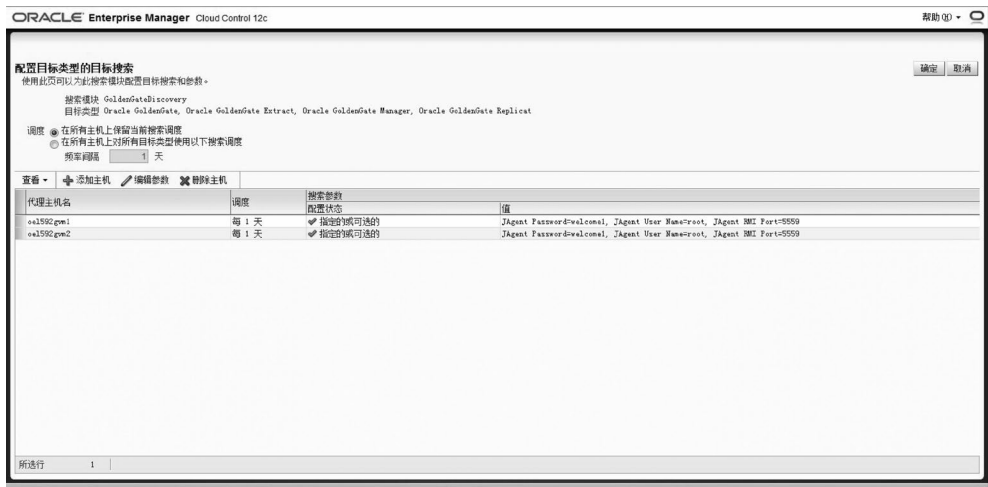 ORACLE Enterprise Manager Cloud Control 12c
帮助(X)
配置目标类型的目标搜索
确定 取消
使用此页可以为此搜索模块配置目标搜索和参数。
搜索模块 GoldenGateDiscovery
目标类型 Oracle GoldenGate, Oracle GoldenGate Extract, Oracle GoldenGate Manager, Oracle GoldenGate Replicat
调度 在所有主机上保留当前搜索调度
在所有主机上对所有目标类型使用以下搜索调度
频率间隔 1 天
查看 添加主机 编辑参数 删除主机
代理主机名 调度 搜索参数
配置状态 值
oel592gvm1 每 1 天 指定的或可选的 JAgent Password=welcome1, JAgent User Name=root, JAgent RMI Port=5559
oel592gvm2 每 1 天 指定的或可选的 JAgent Password=welcome1, JAgent User Name=root, JAgent RMI Port=5559
所选行 1